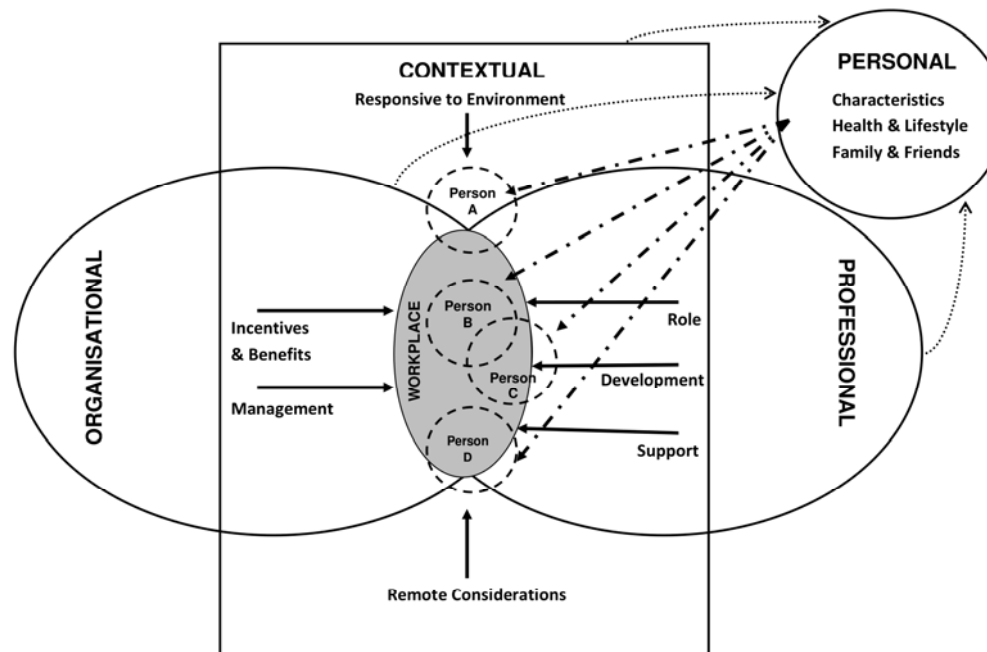 CONTEXTUAL
Responsive to Environment
PERSONAL
Characteristics
Health & Lifestyle
Family & Friends
Person
A
ORGANISATIONAL
Incentives
& Benefits
Management
WORKPLACE
Person
B
Person
C
Person
D
Role
Development
Support
PROFESSIONAL
Remote Considerations